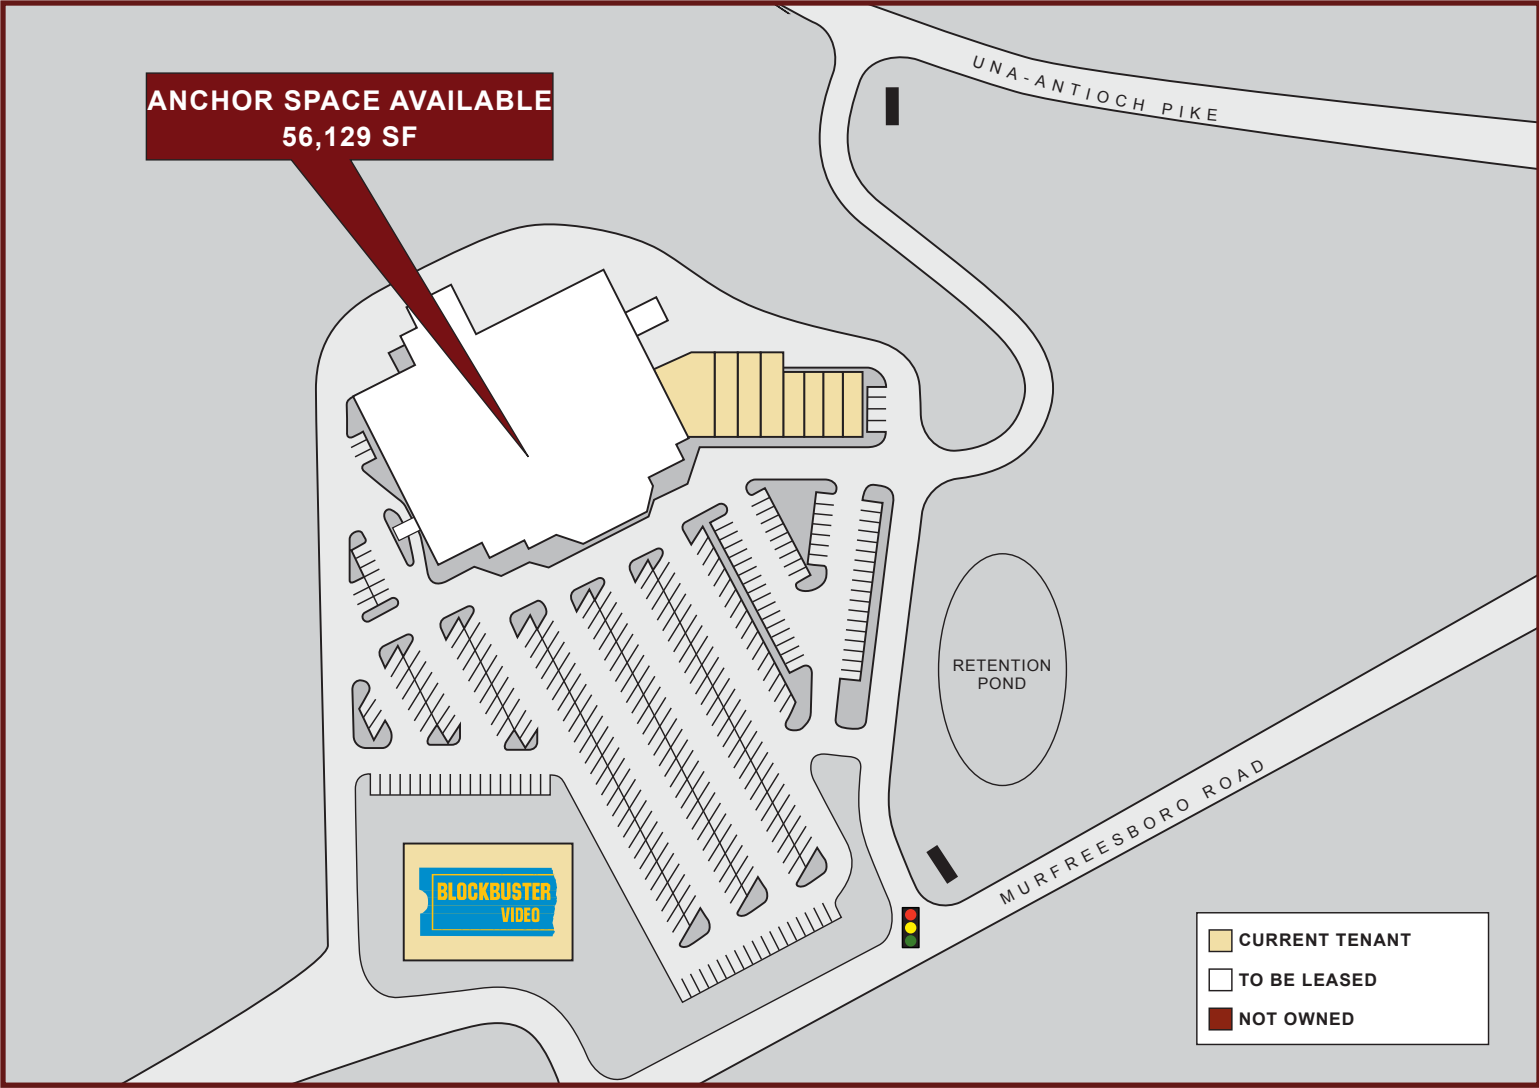 ANCHOR SPACE AVAILABLE
56,129 SF
UNA-ANTIOCH PIKE
RETENTION
POND
MURFREESBORO ROAD
BLOCKBUSTER
VIDEO
CURRENT TENANT
TO BE LEASED
NOT OWNED